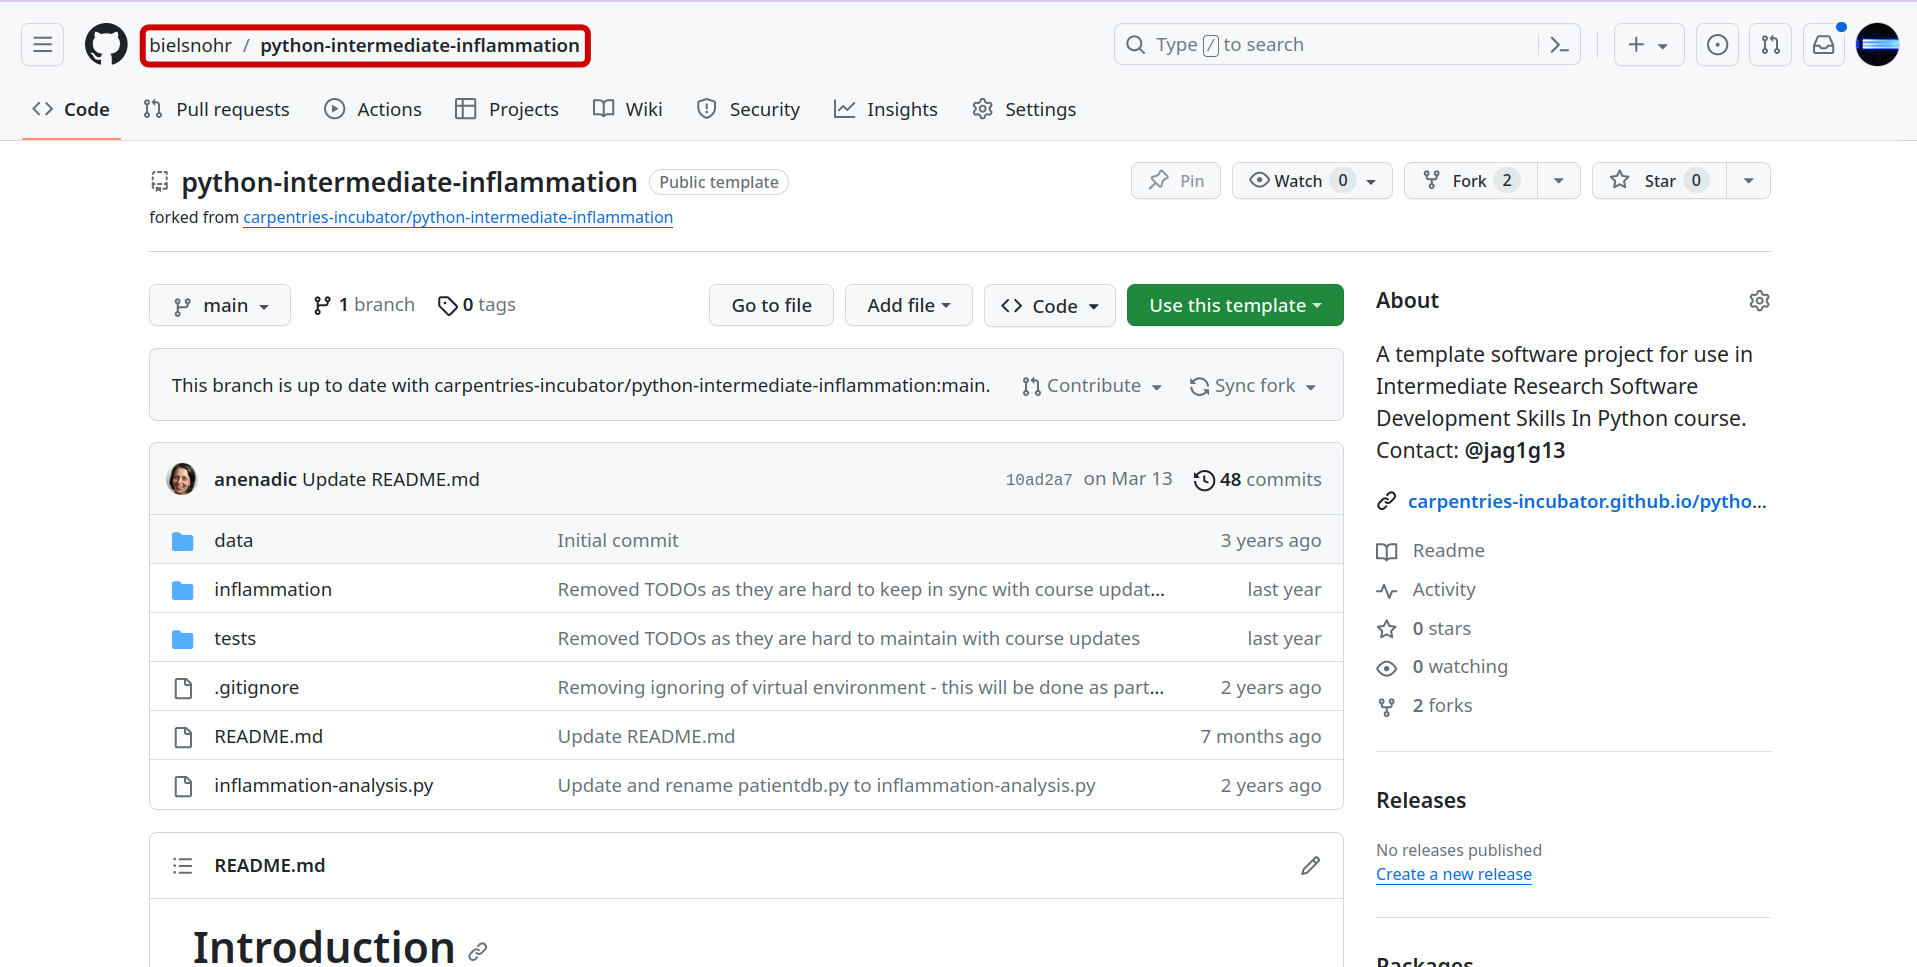 bielsnohr / python-intermediate-inflammation
Type / to search
Code Pull requests Actions Projects Wiki Security Insights Settings
python-intermediate-inflammation Public template
Pin Watch 0 Fork 2 Star 0
forked from carpentries-incubator/python-intermediate-inflammation
main 1 branch 0 tags Go to file Add file Code Use this template
This branch is up to date with carpentries-incubator/python-intermediate-inflammation:main. Contribute Sync fork
anenadic Update README.md 10ad2a7 on Mar 13 48 commits
data Initial commit 3 years ago
inflammation Removed TODOs as they are hard to keep in sync with course updat... last year
tests Removed TODOs as they are hard to maintain with course updates last year
.gitignore Removing ignoring of virtual environment - this will be done as part... 2 years ago
README.md Update README.md 7 months ago
inflammation-analysis.py Update and rename patientdb.py to inflammation-analysis.py 2 years ago
README.md
Introduction
About
A template software project for use in
Intermediate Research Software
Development Skills In Python course.
Contact: @jag1g13
carpentries-incubator.github.io/pytho...
Readme
Activity
0 stars
0 watching
2 forks
Releases
No releases published
Create a new release
Packages